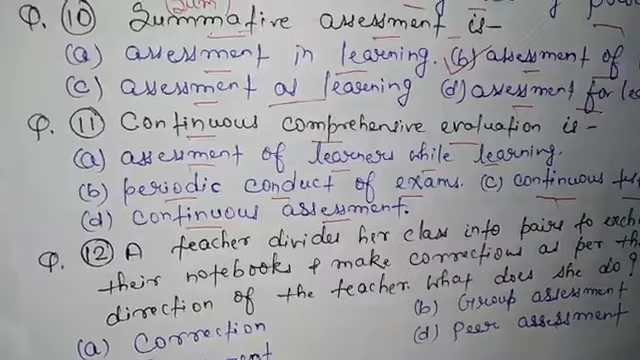 (Sum)
Q. (10) Summative assessment is-
(a) assessment in learning. (b) assessment of
(c) assessment as learning (d) assessment for
Q. (11) Continuous comprehensive evaluation is -
(a) assessment of learners while learning.
(b) periodic conduct of exams. (c) continuous
(d) continuous assessment.
Q. (12) A teacher divides her class into pairs to
their notebooks & make corrections as per
direction of the teacher. what does she do?
(a) Correction (b) Group assessment
(d) peer assessment